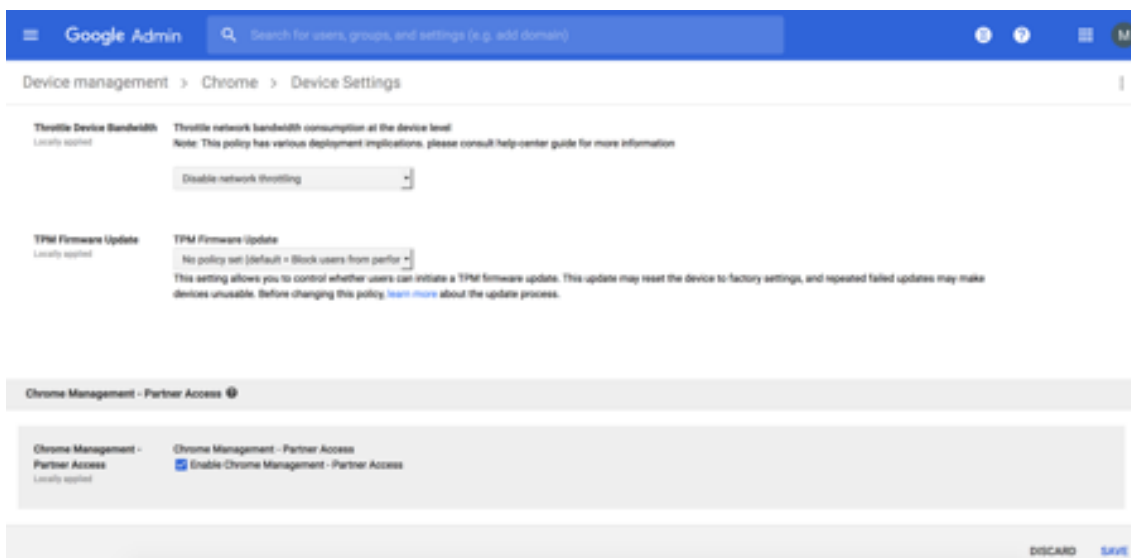 Google Admin
Search for users, groups, and settings (e.g. add domain)
M
Device management > Chrome > Device Settings
Throttle Device Bandwidth
Locally applied
Throttle network bandwidth consumption at the device level
Note: This policy has various deployment implications. please consult help-center guide for more information
Disable network throttling
TPM Firmware Update
Locally applied
TPM Firmware Update
No policy set (default = Block users from perfor
This setting allows you to control whether users can initiate a TPM firmware update. This update may reset the device to factory settings, and repeated failed updates may make
devices unusable. Before changing this policy, learn more about the update process.
Chrome Management - Partner Access
Chrome Management -
Partner Access
Locally applied
Chrome Management - Partner Access
Enable Chrome Management - Partner Access
DISCARD SAVE